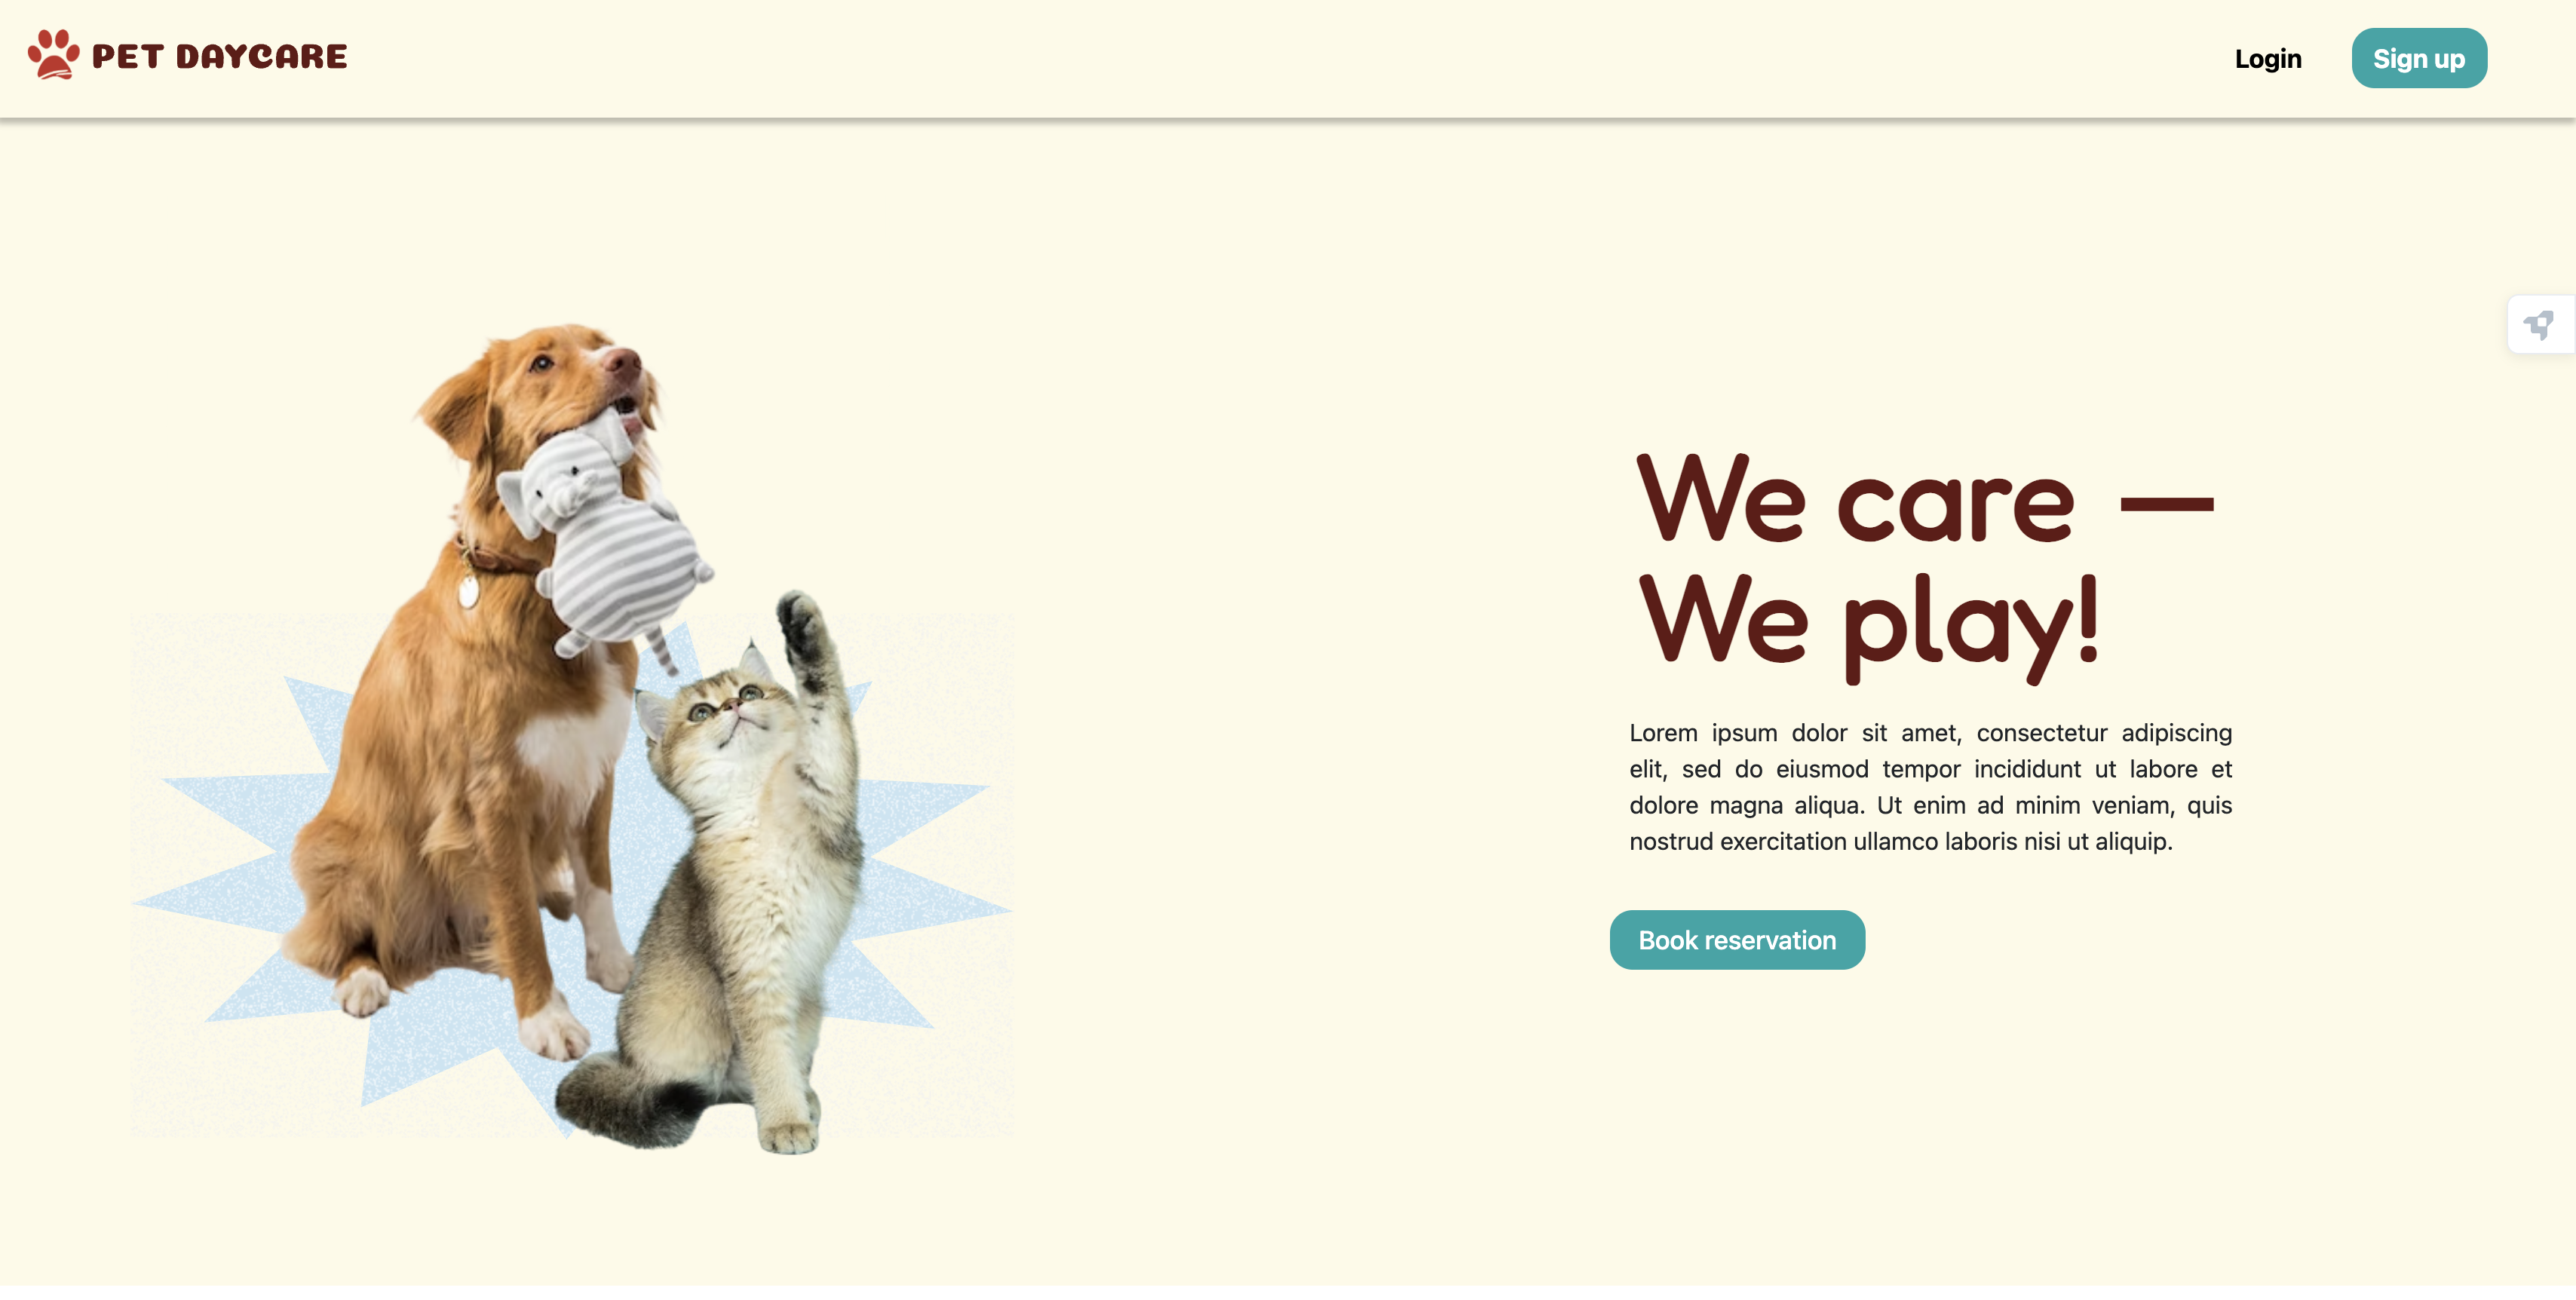 PET DAYCARE
Login
Sign up
We care —
We play!
Lorem ipsum dolor sit amet, consectetur adipiscing
elit, sed do eiusmod tempor incididunt ut labore et
dolore magna aliqua. Ut enim ad minim veniam, quis
nostrud exercitation ullamco laboris nisi ut aliquip.
Book reservation